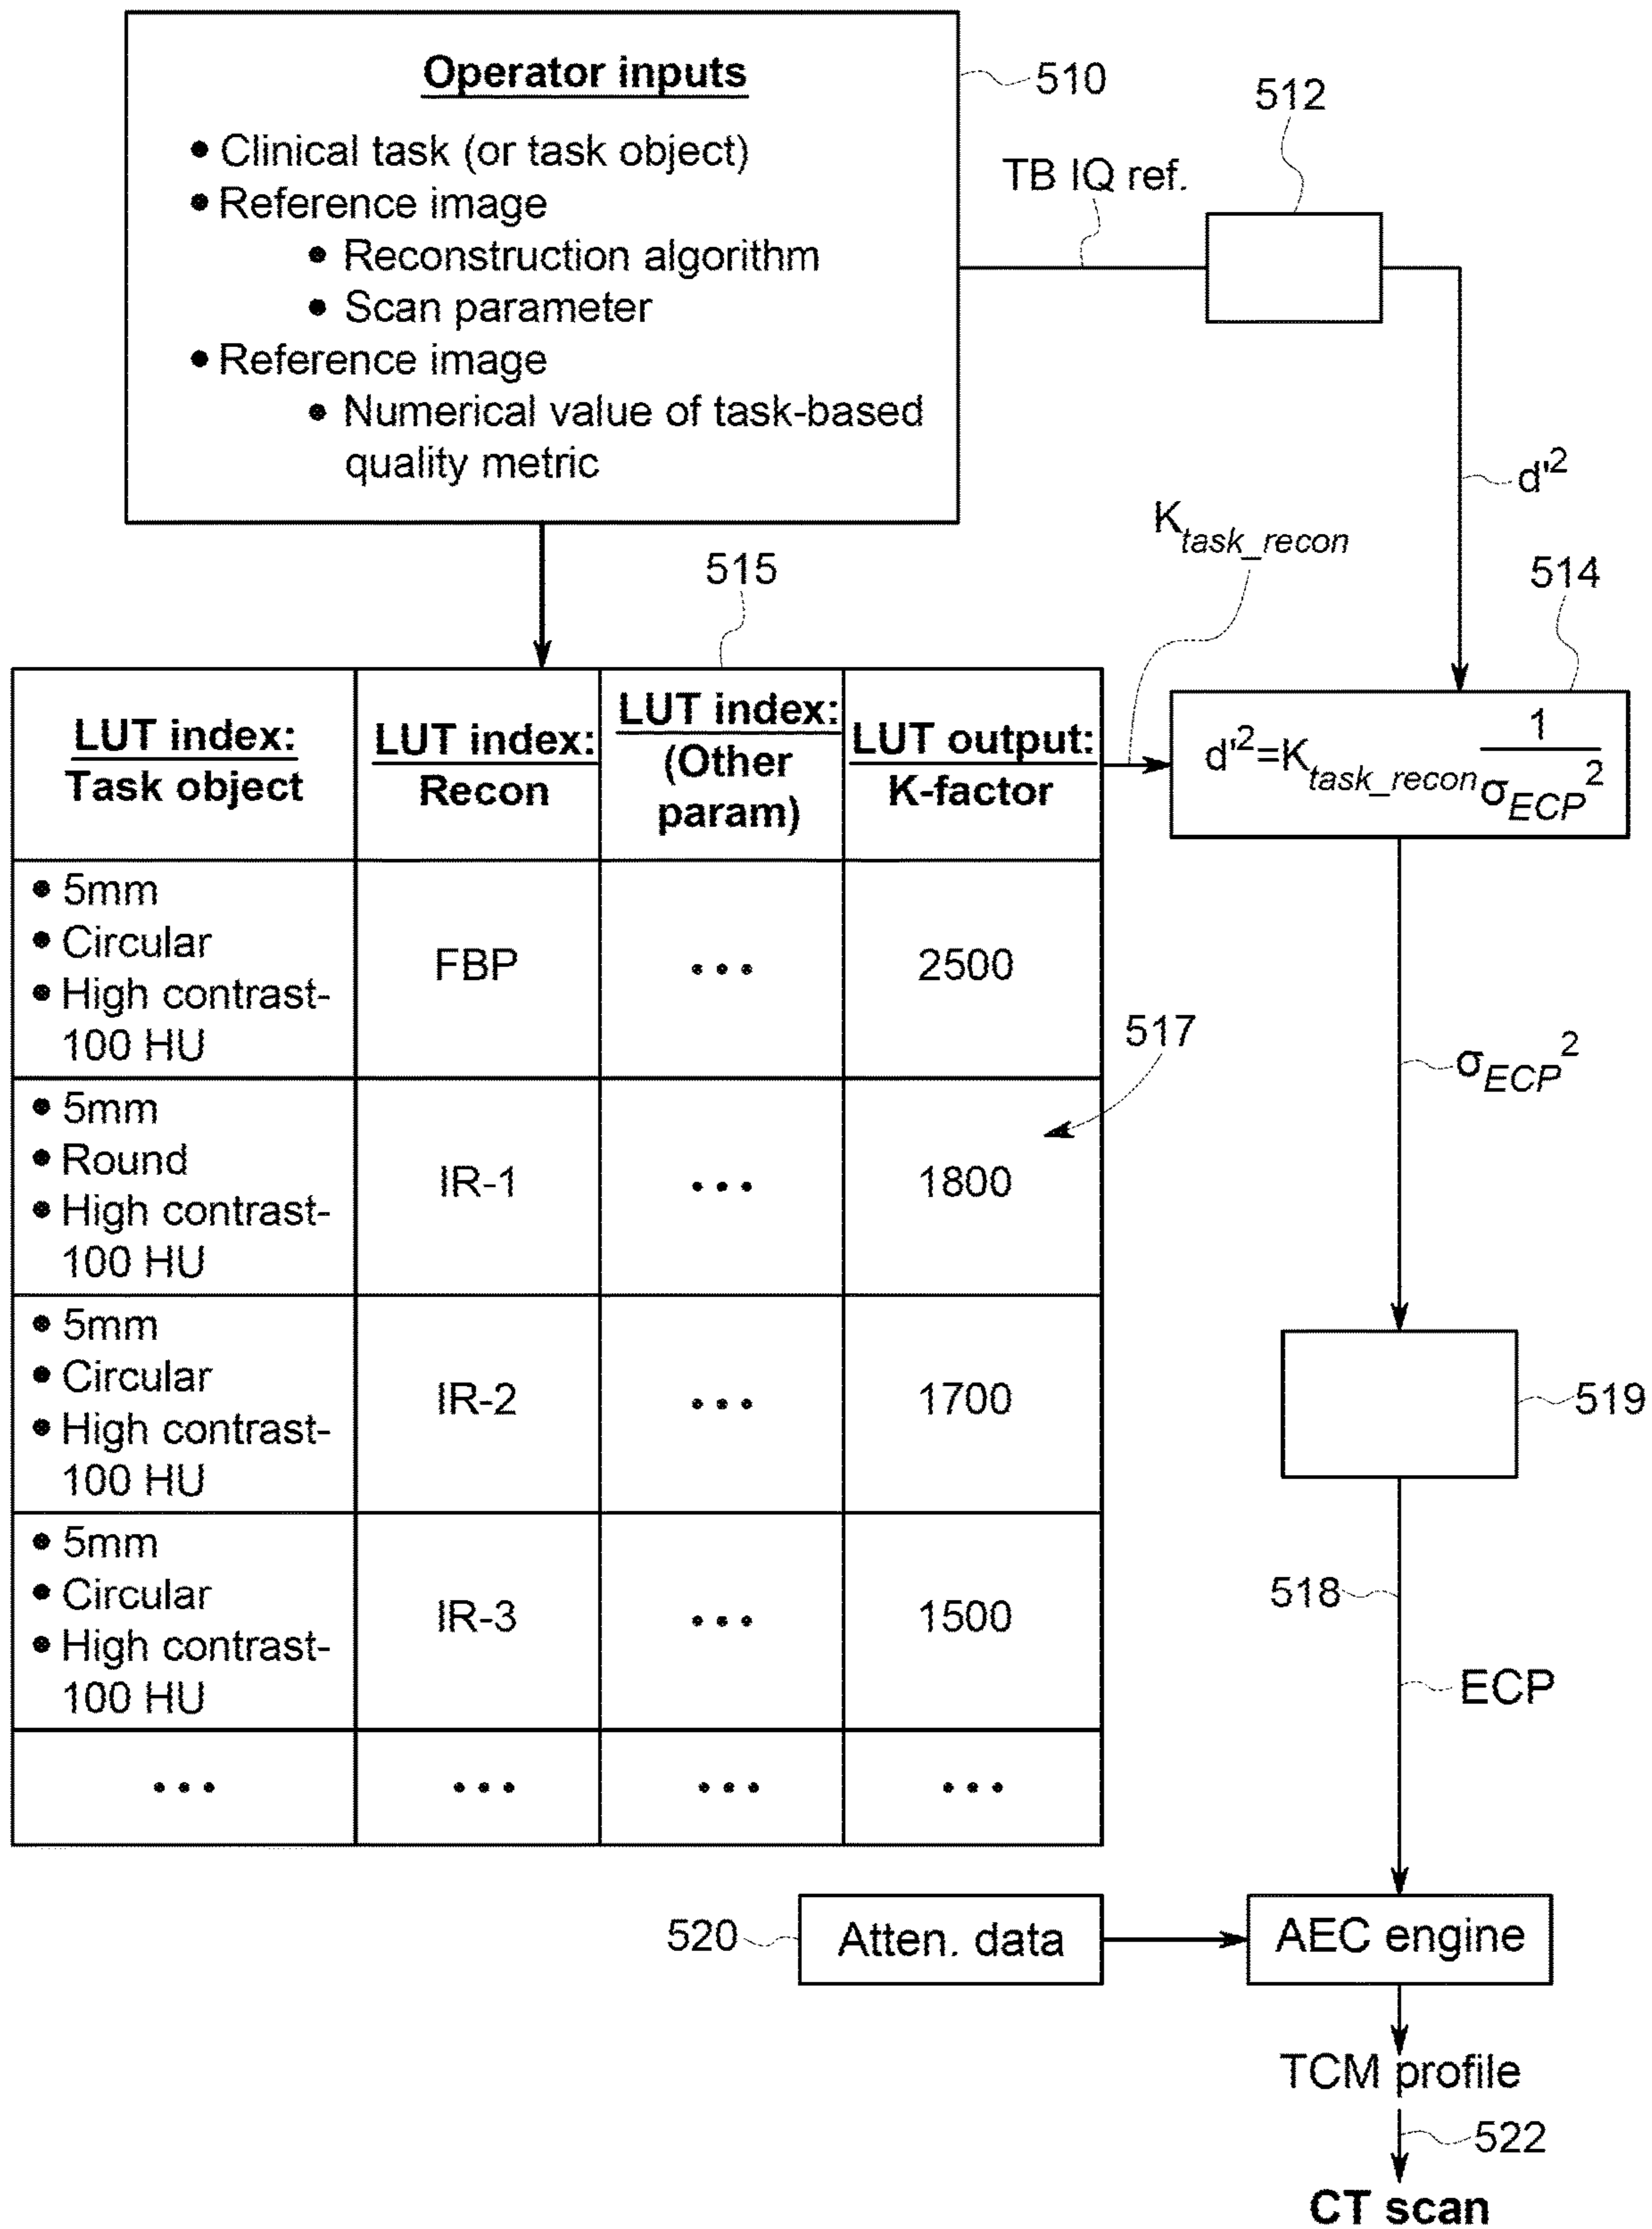 Operator inputs
• Clinical task (or task object)
• Reference image
• Reconstruction algorithm
• Scan parameter
• Reference image
• Numerical value of task-based
quality metric
510
512
TB IQ ref.
d'²
K_task_recon
514
515
d'²=K_task_recon 1/σ_ECP²
LUT index:
Task object
LUT index:
Recon
LUT index:
(Other
param)
LUT output:
K-factor
• 5mm
• Circular
• High contrast-
100 HU
FBP
•••
2500
517
σ_ECP²
• 5mm
• Round
• High contrast-
100 HU
IR-1
•••
1800
• 5mm
• Circular
• High contrast-
100 HU
IR-2
•••
1700
519
• 5mm
• Circular
• High contrast-
100 HU
IR-3
•••
1500
518
ECP
•••
•••
•••
•••
520
Atten. data
AEC engine
TCM profile
522
CT scan